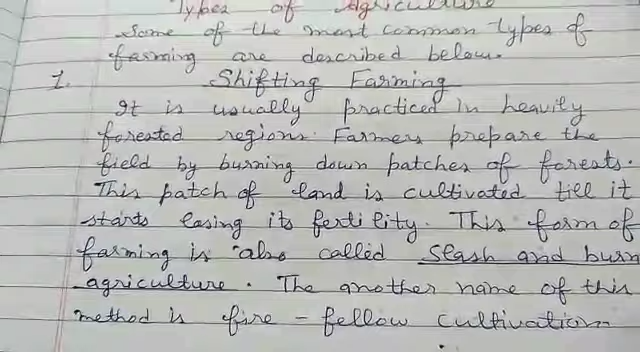 Types of Agriculture
Some of the most common types of
farming are described below.
1. Shifting Farming
It is usually practiced in heavily
forested regions. Farmers prepare the
field by burning down patches of forests.
This patch of land is cultivated till it
starts losing its fertility. This form of
farming is also called Slash and burn
agriculture. The another name of this
method is fire - fellow cultivation